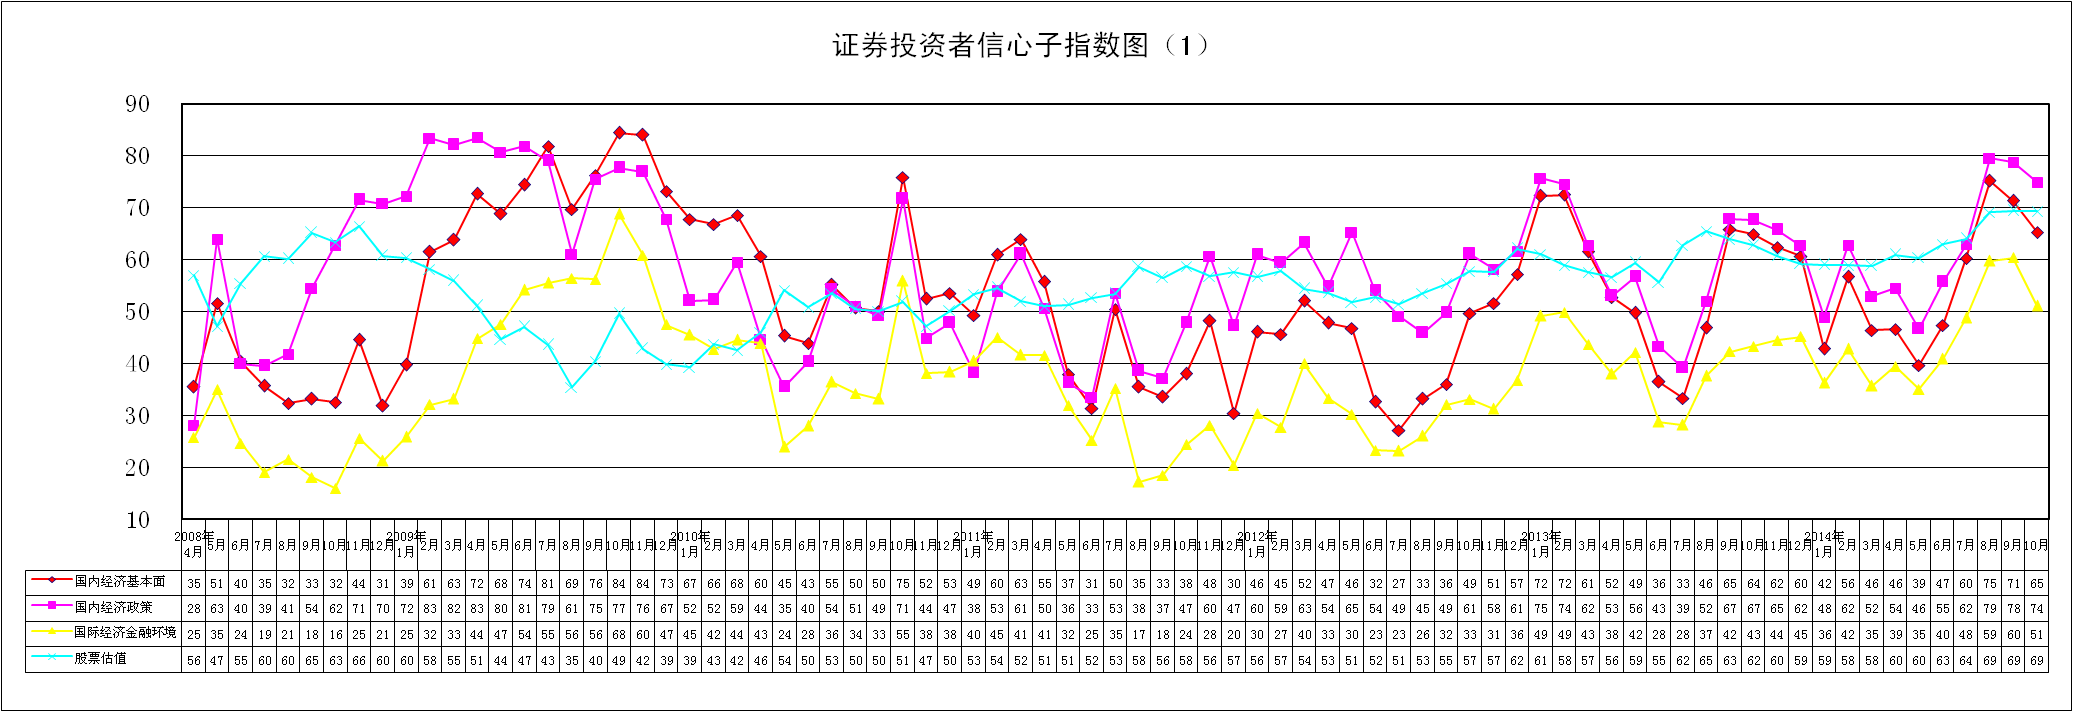 证券投资者信心子指数图（1）
90
80
70
60
50
40
30
20
10
2008年4月 5月 6月 7月 8月 9月 10月 11月 12月 2009年1月 2月 3月 4月 5月 6月 7月 8月 9月 10月 11月 12月 2010年1月 2月 3月 4月 5月 6月 7月 8月 9月 10月 11月 12月 2011年1月 2月 3月 4月 5月 6月 7月 8月 9月 10月 11月 12月 2012年1月 2月 3月 4月 5月 6月 7月 8月 9月 10月 11月 12月 2013年1月 2月 3月 4月 5月 6月 7月 8月 9月 10月 11月 12月 2014年1月 2月 3月 4月 5月 6月 7月 8月 9月 10月
国内经济基本面 35 51 40 35 32 33 32 44 31 39 61 63 72 68 74 81 69 76 84 84 73 67 66 68 60 45 43 55 50 50 75 52 53 49 60 63 55 37 31 50 35 33 38 48 30 46 45 52 47 46 32 27 33 36 49 51 57 72 72 61 52 49 36 33 46 65 64 62 60 42 56 46 46 39 47 60 75 71 65
国内经济政策 28 63 40 39 41 54 62 71 70 72 83 82 83 80 81 79 61 75 77 76 67 52 52 59 44 35 40 54 51 49 71 44 47 38 53 61 50 36 33 53 38 37 47 60 47 60 59 63 54 65 54 49 45 49 61 58 61 75 74 62 53 56 43 39 52 67 67 65 62 48 62 52 54 46 55 62 79 78 74
国际经济金融环境 25 35 24 19 21 18 16 25 21 25 32 33 44 47 54 55 56 56 68 60 47 45 42 44 43 24 28 36 34 33 55 38 38 40 45 41 41 32 25 35 17 18 24 28 20 30 27 40 33 30 23 23 26 32 33 31 36 49 49 43 38 42 28 28 37 42 43 44 45 36 42 35 39 35 40 48 59 60 51
股票估值 56 47 55 60 60 65 63 66 60 60 58 55 51 44 47 43 35 40 49 42 39 39 43 42 46 54 50 53 50 50 51 47 50 53 54 52 51 51 52 53 58 56 58 56 57 56 57 54 53 51 52 51 53 55 57 57 62 61 58 57 56 59 55 62 65 63 62 60 59 59 58 58 60 60 63 64 69 69 69